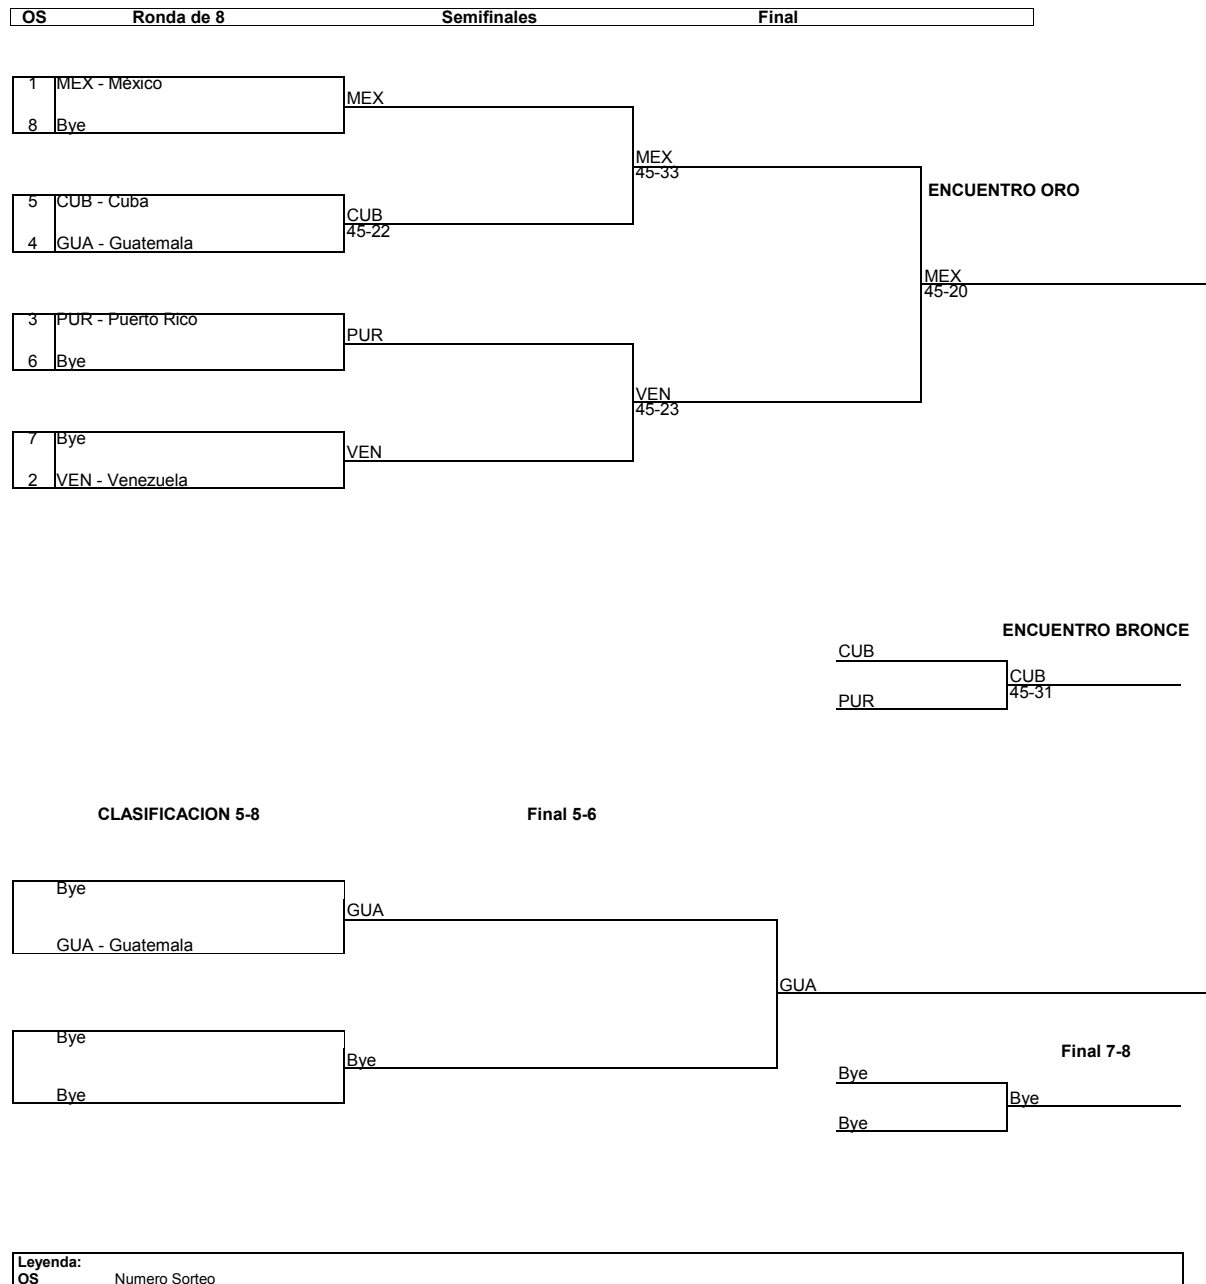 OS Ronda de 8 Semifinales Final
1 MEX - México
MEX
8 Bye
MEX
45-33
ENCUENTRO ORO
5 CUB - Cuba
CUB
45-22
4 GUA - Guatemala
MEX
45-20
3 PUR - Puerto Rico
PUR
6 Bye
VEN
45-23
7 Bye
VEN
2 VEN - Venezuela
ENCUENTRO BRONCE
CUB
CUB
45-31
PUR
CLASIFICACION 5-8 Final 5-6
Bye
GUA
GUA - Guatemala
GUA
Bye
Bye
Bye
Final 7-8
Bye
Bye
Bye
Leyenda:
OS Numero Sorteo